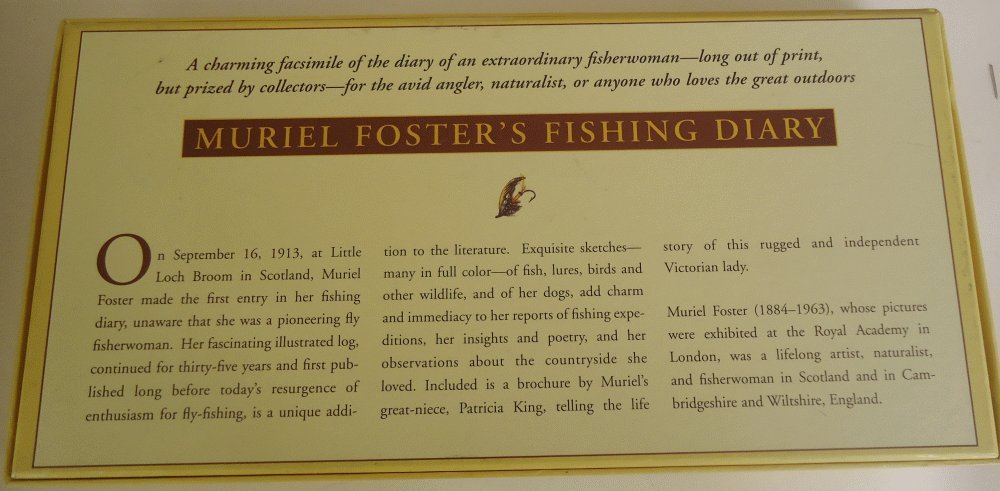 A charming facsimile of the diary of an extraordinary fisherwoman—long out of print,
but prized by collectors—for the avid angler, naturalist, or anyone who loves the great outdoors
MURIEL FOSTER'S FISHING DIARY
On September 16, 1913, at Little
Loch Broom in Scotland, Muriel
Foster made the first entry in her fishing
diary, unaware that she was a pioneering fly
fisherwoman. Her fascinating illustrated log,
continued for thirty-five years and first pub-
lished long before today's resurgence of
enthusiasm for fly-fishing, is a unique addi-
tion to the literature. Exquisite sketches—
many in full color—of fish, lures, birds and
other wildlife, and of her dogs, add charm
and immediacy to her reports of fishing expe-
ditions, her insights and poetry, and her
observations about the countryside she
loved. Included is a brochure by Muriel's
great-niece, Patricia King, telling the life
story of this rugged and independent
Victorian lady.
Muriel Foster (1884–1963), whose pictures
were exhibited at the Royal Academy in
London, was a lifelong artist, naturalist,
and fisherwoman in Scotland and in Cam-
bridgeshire and Wiltshire, England.